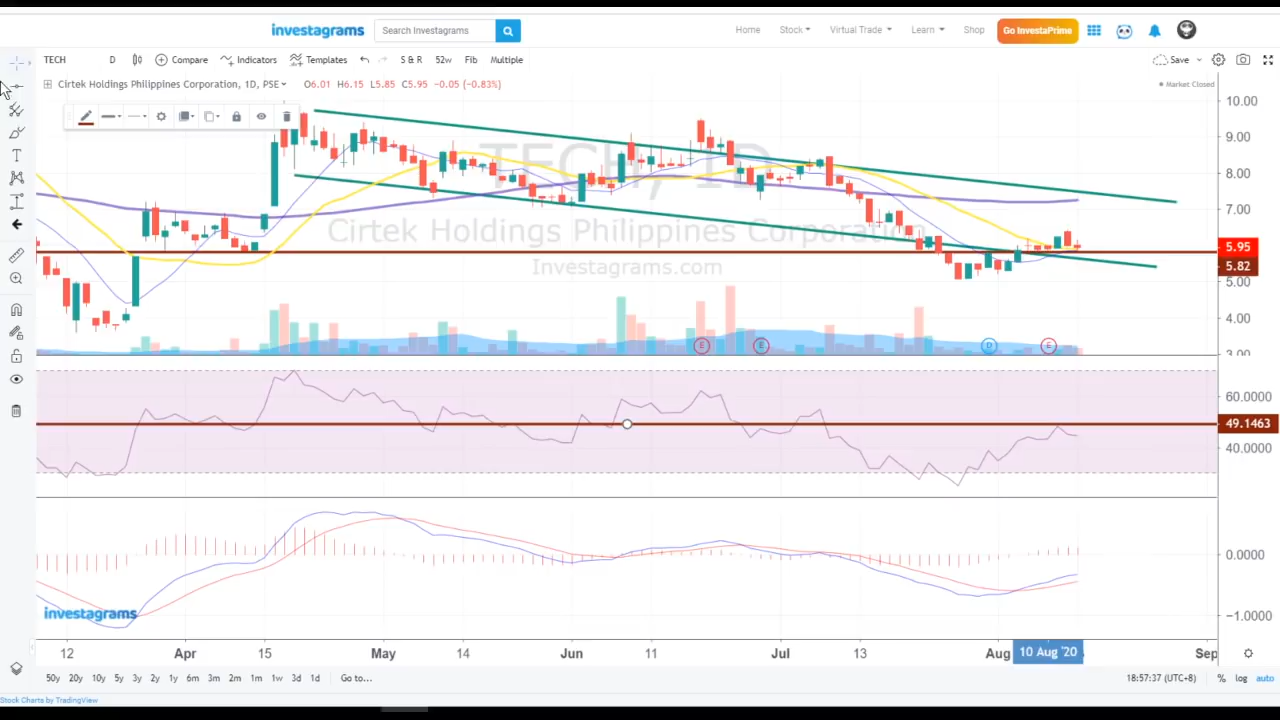 investagrams Search Investagrams Home Stock Virtual Trade Learn Shop Go InvestaPrime
TECH D Compare Indicators Templates S & R 52w Fib Multiple Save
Cirtek Holdings Philippines Corporation, 1D, PSE O6.01 H6.15 L5.85 C5.95 -0.05 (-0.83%)
Market Closed
10.00
9.00
TECH, 1D
8.00
7.00
Cirtek Holdings Philippines Corporation
5.95
Investagrams.com
5.82
5.00
4.00
E E D E
3.00
60.0000
49.1463
40.0000
0.0000
investagrams
-1.0000
12 Apr 15 May 14 Jun 11 Jul 13 Aug 10 Aug '20 Sep
50y 20y 10y 5y 3y 2y 1y 6m 3m 2m 1m 1w 3d 1d Go to... 18:57:37 (UTC+8) % log auto
Stock Charts by TradingView